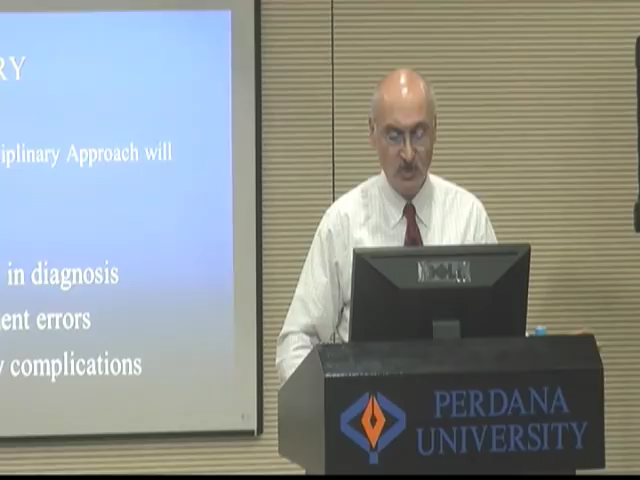 RY
iplinary Approach will
in diagnosis
ent errors
y complications
DELL
PERDANA
UNIVERSITY